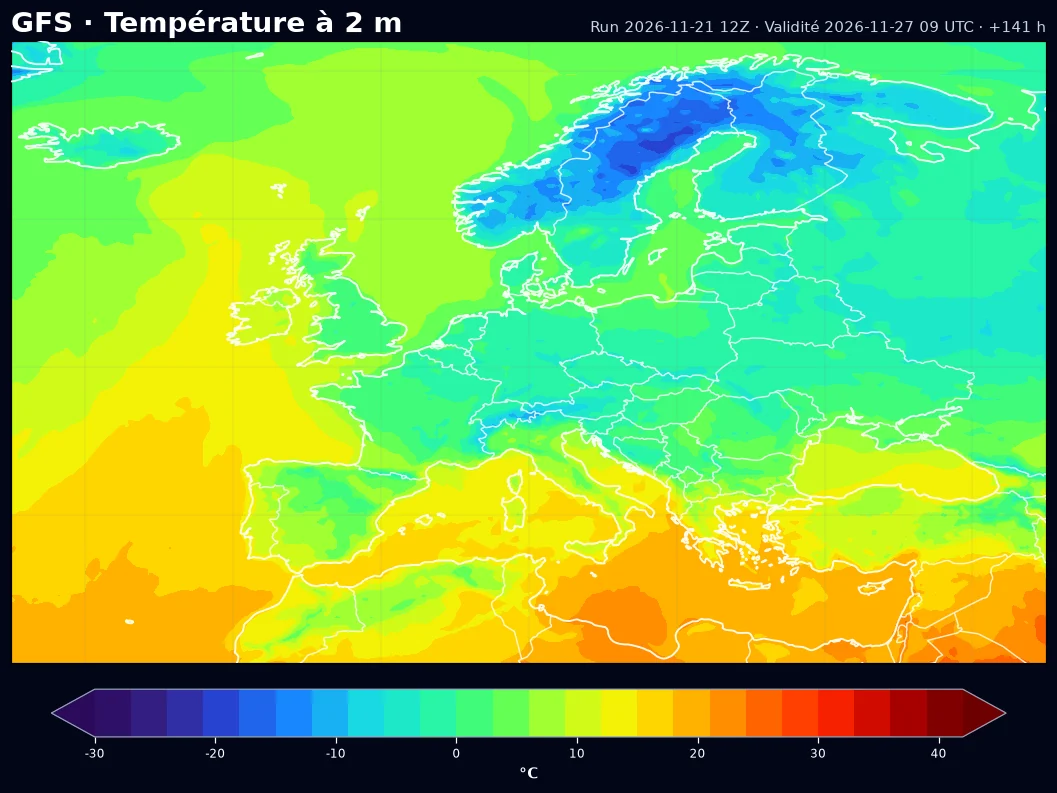 GFS · Température à 2 m
Run 2026-11-21 12Z · Validité 2026-11-27 09 UTC · +141 h
-30 -20 -10 0 10 20 30 40
°C